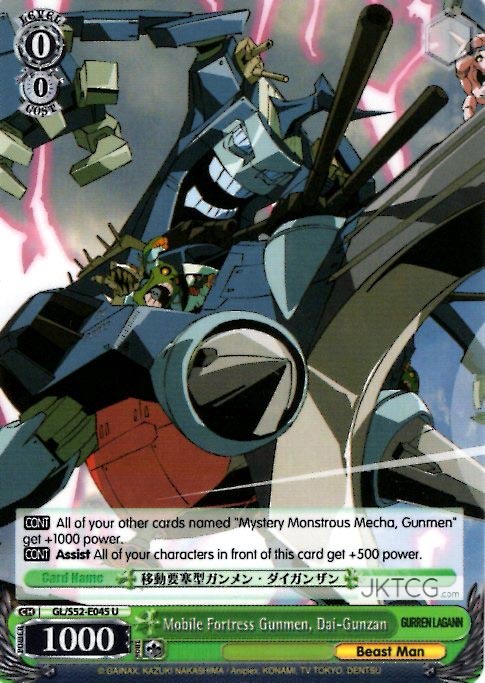 LEVEL
0
0
COST
CONT All of your other cards named "Mystery Monstrous Mecha, Gunmen"
get +1000 power.
CONT Assist All of your characters in front of this card get +500 power.
Card Name 移動要塞型ガンメン・ダイガンザン
JKTCG.com
CH GL/S52-E045 U
POWER 1000 SOUL Mobile Fortress Gunmen, Dai-Gunzan GURREN LAGANN
Beast Man
©GAINAX, KAZUKI NAKASHIMA / Aniplex, KONAMI, TV TOKYO, DENTSU